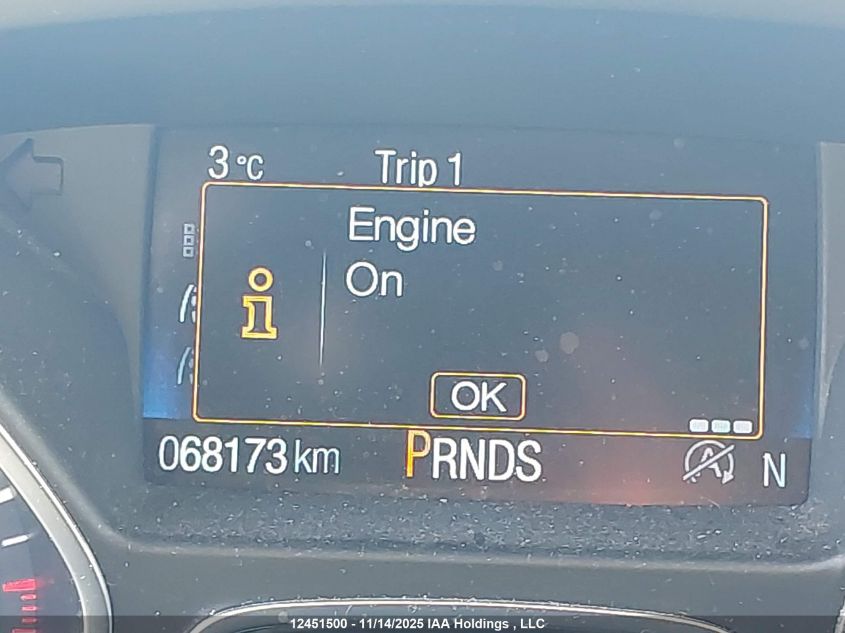 3 °C Trip 1
Engine
On
OK
068173 km PRNDS A N
12451500 - 11/14/2025 IAA Holdings , LLC